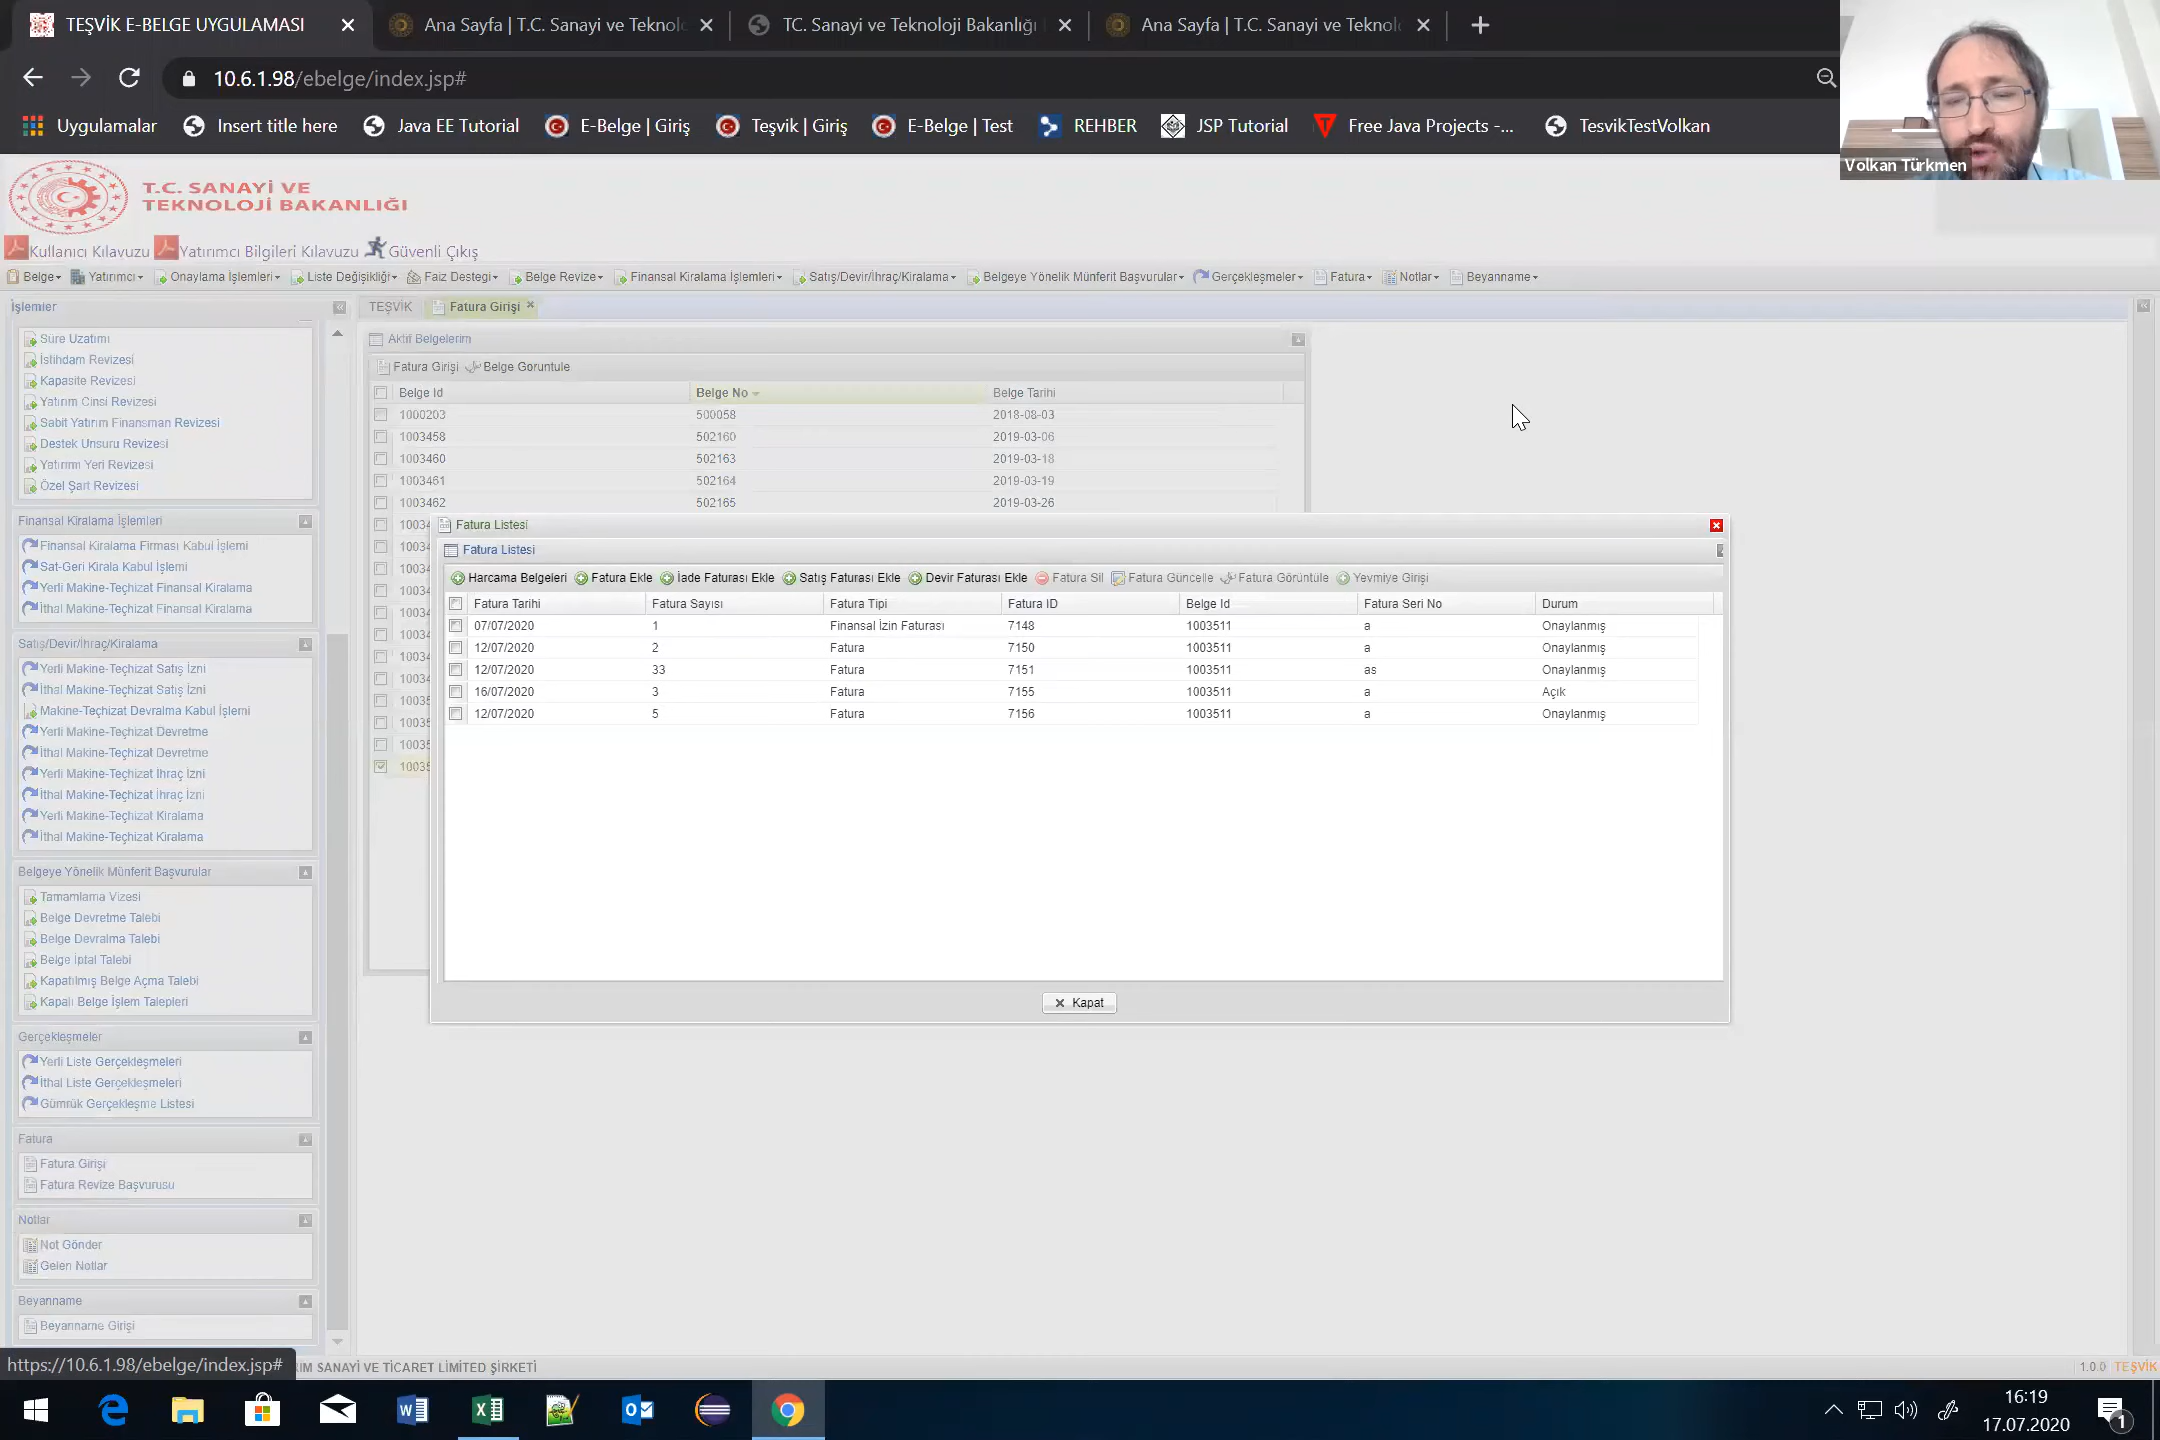 TEŞVİK E-BELGE UYGULAMASI
Ana Sayfa | T.C. Sanayi ve Teknolo
TC. Sanayi ve Teknoloji Bakanlığı
Ana Sayfa | T.C. Sanayi ve Teknolo
10.6.1.98/ebelge/index.jsp#
Uygulamalar Insert title here Java EE Tutorial E-Belge | Giriş Teşvik | Giriş E-Belge | Test REHBER JSP Tutorial Free Java Projects -... TesvikTestVolkan
Volkan Türkmen
T.C. SANAYİ VE
TEKNOLOJİ BAKANLIĞI
Kullanıcı Kılavuzu Yatırımcı Bilgileri Kılavuzu Güvenli Çıkış
Belge Yatırımcı Onaylama İşlemleri Liste Değişikliği Faiz Destegi Belge Revize Finansal Kiralama İşlemleri Satış/Devir/İhraç/Kiralama Belgeye Yönelik Münferit Başvurular Gerçekleşmeler Fatura Notlar Beyanname
İşlemler
Süre Uzatımı
İstihdam Revizesi
Kapasite Revizesi
Yatırım Cinsi Revizesi
Sabit Yatırım Finansman Revizesi
Destek Unsuru Revizesi
Yatırım Yeri Revizesi
Özel Şart Revizesi
Finansal Kiralama İşlemleri
Finansal Kiralama Firması Kabul İşlemi
Sat-Geri Kirala Kabul İşlemi
Yerli Makine-Teçhizat Finansal Kiralama
İthal Makine-Teçhizat Finansal Kiralama
Satış/Devir/İhraç/Kiralama
Yerli Makine-Teçhizat Satış İzni
İthal Makine-Teçhizat Satış İzni
Makine-Teçhizat Devralma Kabul İşlemi
Yerli Makine-Teçhizat Devretme
İthal Makine-Teçhizat Devretme
Yerli Makine-Teçhizat İhraç İzni
İthal Makine-Teçhizat İhraç İzni
Yerli Makine-Teçhizat Kiralama
İthal Makine-Teçhizat Kiralama
Belgeye Yönelik Münferit Başvurular
Tamamlama Vizesi
Belge Devretme Talebi
Belge Devralma Talebi
Belge İptal Talebi
Kapatılmış Belge Açma Talebi
Kapalı Belge İşlem Talepleri
Gerçekleşmeler
Yerli Liste Gerçekleşmeleri
İthal Liste Gerçekleşmeleri
Gümrük Gerçekleşme Listesi
Fatura
Fatura Girişi
Fatura Revize Başvurusu
Notlar
Not Gönder
Gelen Notlar
Beyanname
Beyanname Girişi
TEŞVİK Fatura Girişi
Aktif Belgelerim
Fatura Girişi Belge Goruntule
Belge Id Belge No Belge Tarihi
1000203 500058 2018-08-03
1003458 502160 2019-03-06
1003460 502163 2019-03-18
1003461 502164 2019-03-19
1003462 502165 2019-03-26
Fatura Listesi
Fatura Listesi
Harcama Belgeleri Fatura Ekle İade Faturası Ekle Satış Faturası Ekle Devir Faturası Ekle Fatura Sil Fatura Güncelle Fatura Görüntüle Yevmiye Girişi
Fatura Tarihi Fatura Sayısı Fatura Tipi Fatura ID Belge Id Fatura Seri No Durum
07/07/2020 1 Finansal İzin Faturası 7148 1003511 a Onaylanmış
12/07/2020 2 Fatura 7150 1003511 a Onaylanmış
12/07/2020 33 Fatura 7151 1003511 as Onaylanmış
16/07/2020 3 Fatura 7155 1003511 a Açık
12/07/2020 5 Fatura 7156 1003511 a Onaylanmış
Kapat
https://10.6.1.98/ebelge/index.jsp#
SANAYİ VE TİCARET LİMİTED ŞİRKETİ
1.0.0 TEŞVİK
16:19
17.07.2020
1